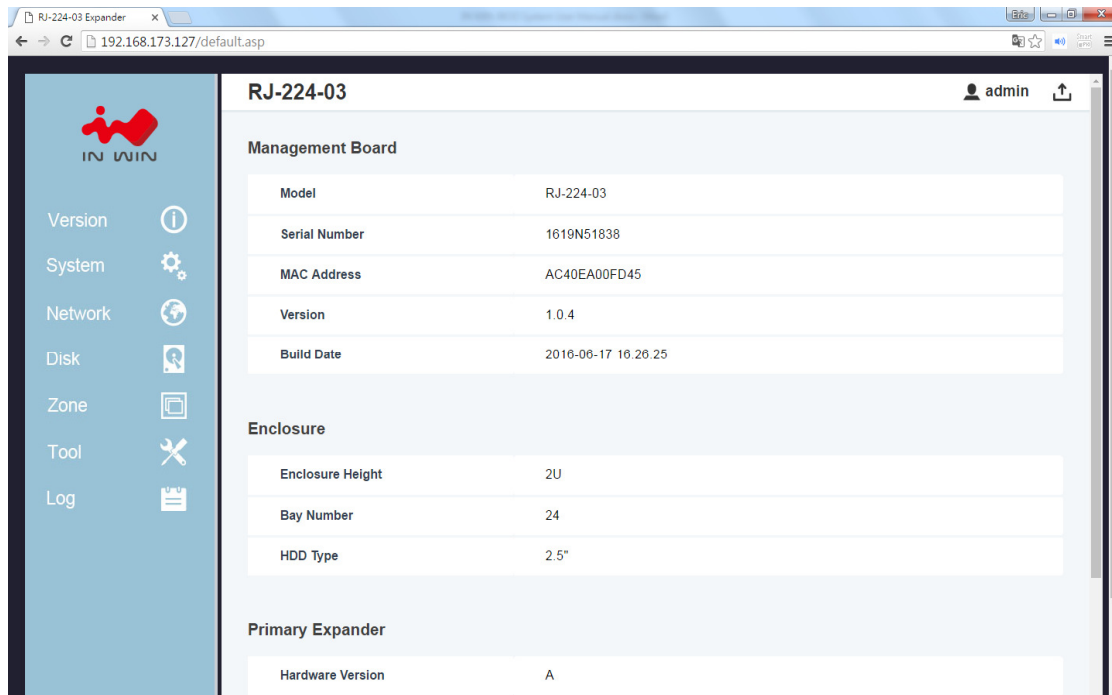 RJ-224-03 Expander
Eric
192.168.173.127/default.asp
RJ-224-03
admin
IN WIN
Version
System
Network
Disk
Zone
Tool
Log
Management Board
Model RJ-224-03
Serial Number 1619N51838
MAC Address AC40EA00FD45
Version 1.0.4
Build Date 2016-06-17 16.26.25
Enclosure
Enclosure Height 2U
Bay Number 24
HDD Type 2.5"
Primary Expander
Hardware Version A